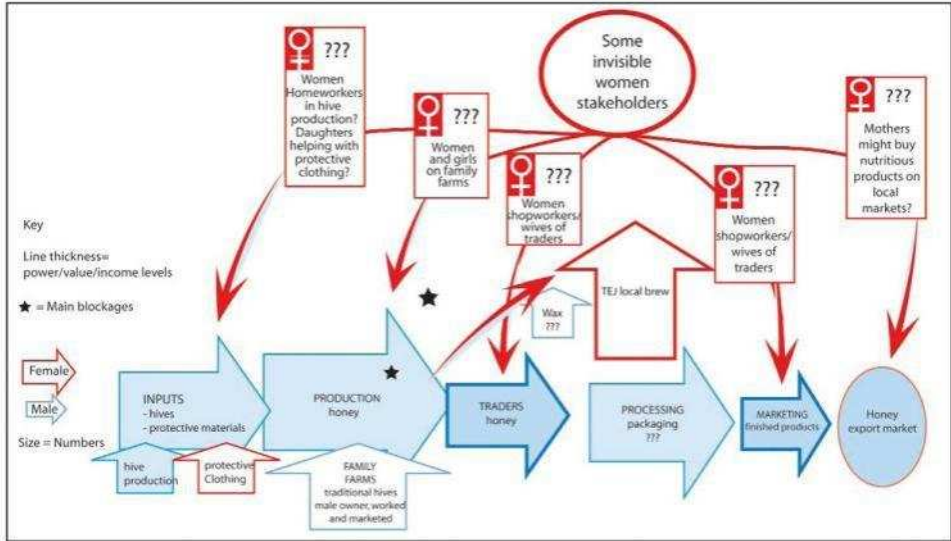 Some
invisible
women
stakeholders
???
Women
Homeworkers
in hive
production?
Daughters
helping with
protective
clothing?
???
Women
and girls
on family
farms
???
Women
shopworkers/
wives of
traders
???
Women
shopworkers/
wives of
traders
???
Mothers
might buy
nutritious
products on
local
markets?
Key
Line thickness=
power/value/income levels
★ = Main blockages
Female
Male
Size = Numbers
INPUTS
- hives
- protective materials
hive
production
protective
Clothing
PRODUCTION
honey
FAMILY
FARMS
traditional hives
male owner, worked
and marketed
TRADERS
honey
Wax
???
TEJ local brew
PROCESSING
packaging
???
MARKETING
finished products
Honey
export market